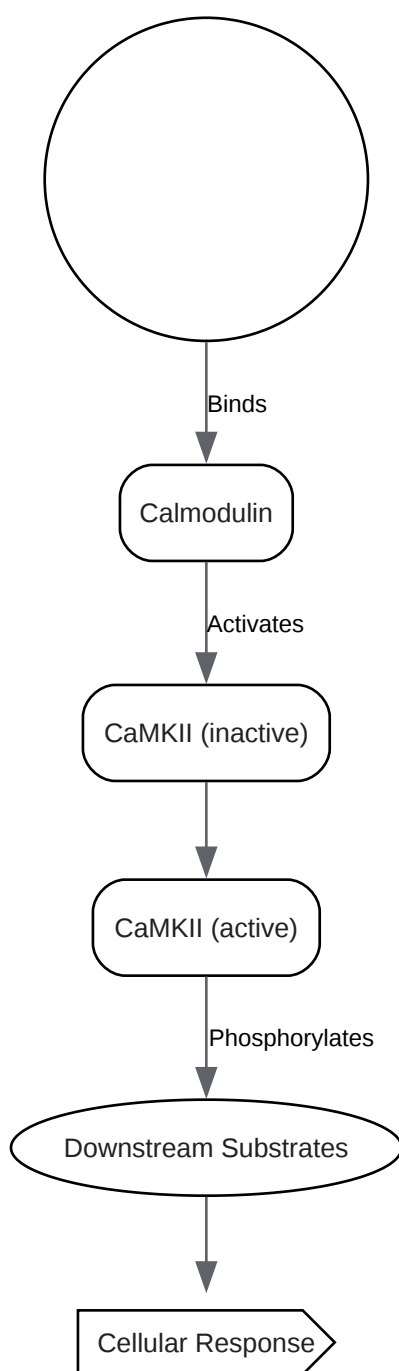 Binds
Calmodulin
Activates
CaMKII (inactive)
CaMKII (active)
Phosphorylates
Downstream Substrates
Cellular Response